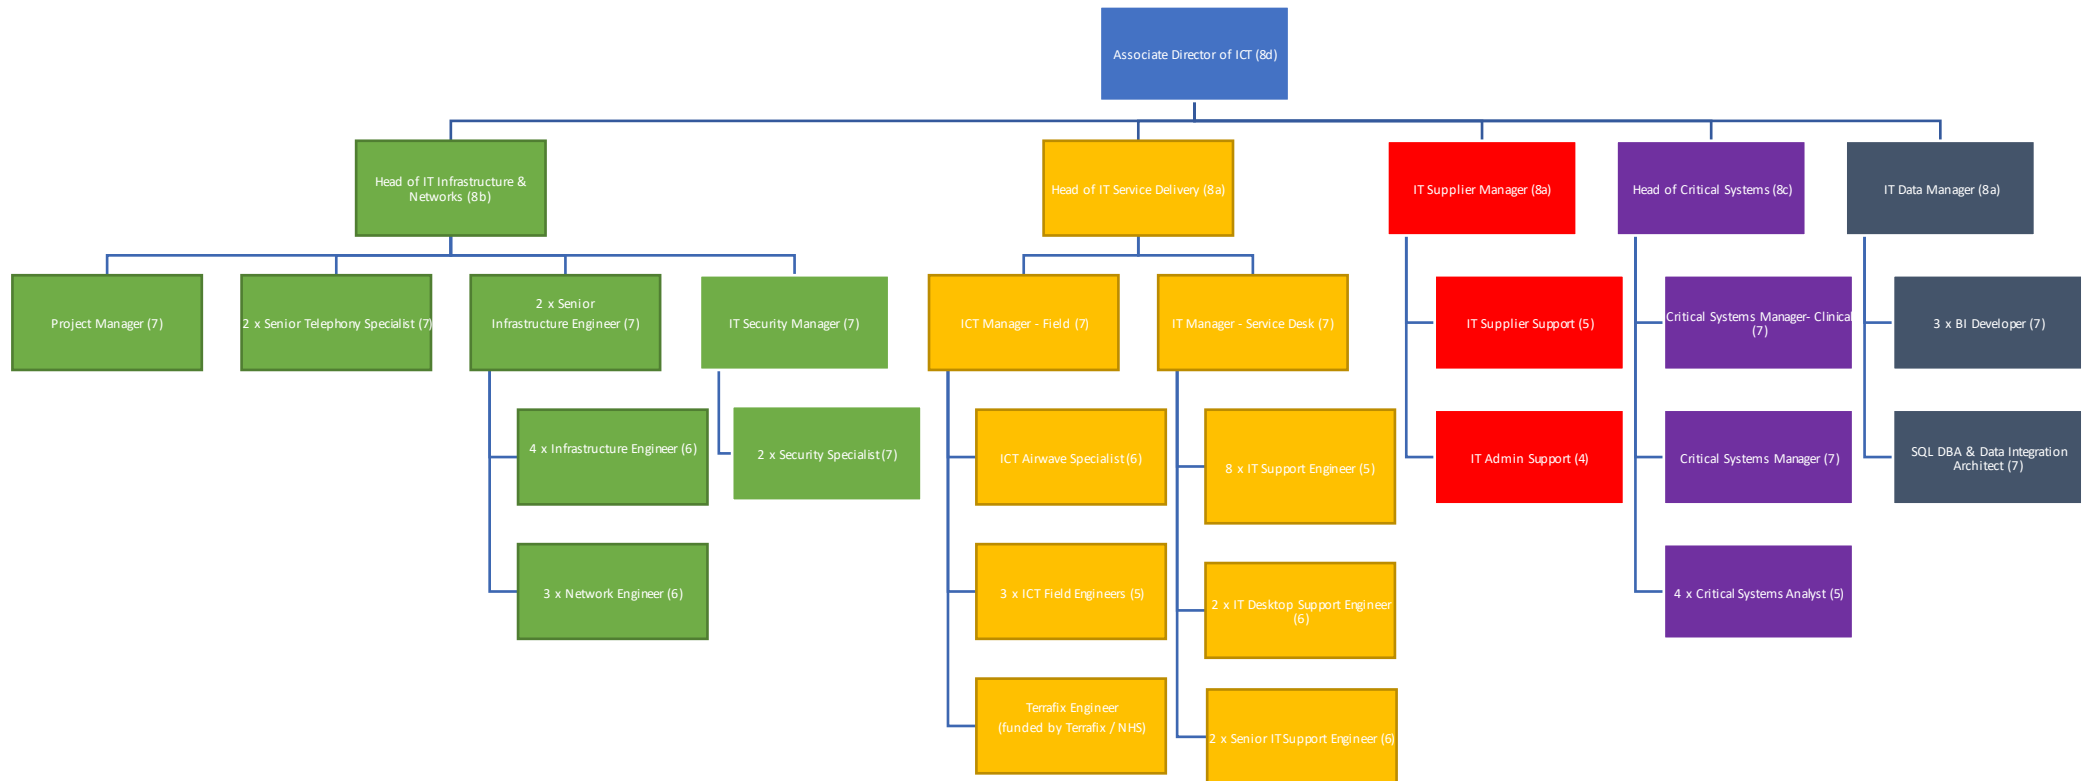 Associate Director of ICT (8d)
Head of IT Infrastructure &
Networks (8b)
Head of IT Service Delivery (8a)
IT Supplier Manager (8a)
Head of Critical Systems (8c)
IT Data Manager (8a)
Project Manager (7)
2 x Senior Telephony Specialist (7)
2 x Senior
Infrastructure Engineer (7)
IT Security Manager (7)
ICT Manager - Field (7)
IT Manager - Service Desk (7)
IT Supplier Support (5)
Critical Systems Manager- Clinical
(7)
3 x BI Developer (7)
4 x Infrastructure Engineer (6)
2 x Security Specialist (7)
ICT Airwave Specialist (6)
8 x IT Support Engineer (5)
IT Admin Support (4)
Critical Systems Manager (7)
SQL DBA & Data Integration
Architect (7)
3 x Network Engineer (6)
3 x ICT Field Engineers (5)
2 x IT Desktop Support Engineer
(6)
4 x Critical Systems Analyst (5)
Terrafix Engineer
(funded by Terrafix / NHS)
2 x Senior IT Support Engineer (6)